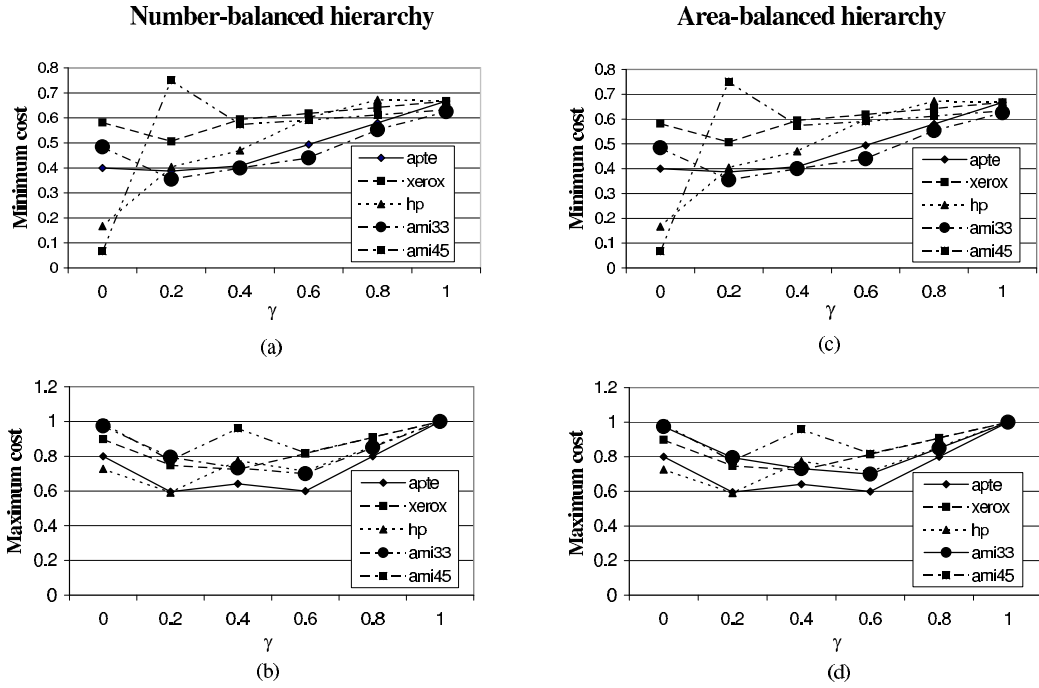 Number-balanced hierarchy
Area-balanced hierarchy
Minimum cost
0.8
0.7
0.6
0.5
0.4
0.3
0.2
0.1
0
0 0.2 0.4 0.6 0.8 1
γ
apte
xerox
hp
ami33
ami45
(a)
Minimum cost
0.8
0.7
0.6
0.5
0.4
0.3
0.2
0.1
0
0 0.2 0.4 0.6 0.8 1
γ
apte
xerox
hp
ami33
ami45
(c)
Maximum cost
1.2
1
0.8
0.6
0.4
0.2
0
0 0.2 0.4 0.6 0.8 1
γ
apte
xerox
hp
ami33
ami45
(b)
Maximum cost
1.2
1
0.8
0.6
0.4
0.2
0
0 0.2 0.4 0.6 0.8 1
γ
apte
xerox
hp
ami33
ami45
(d)